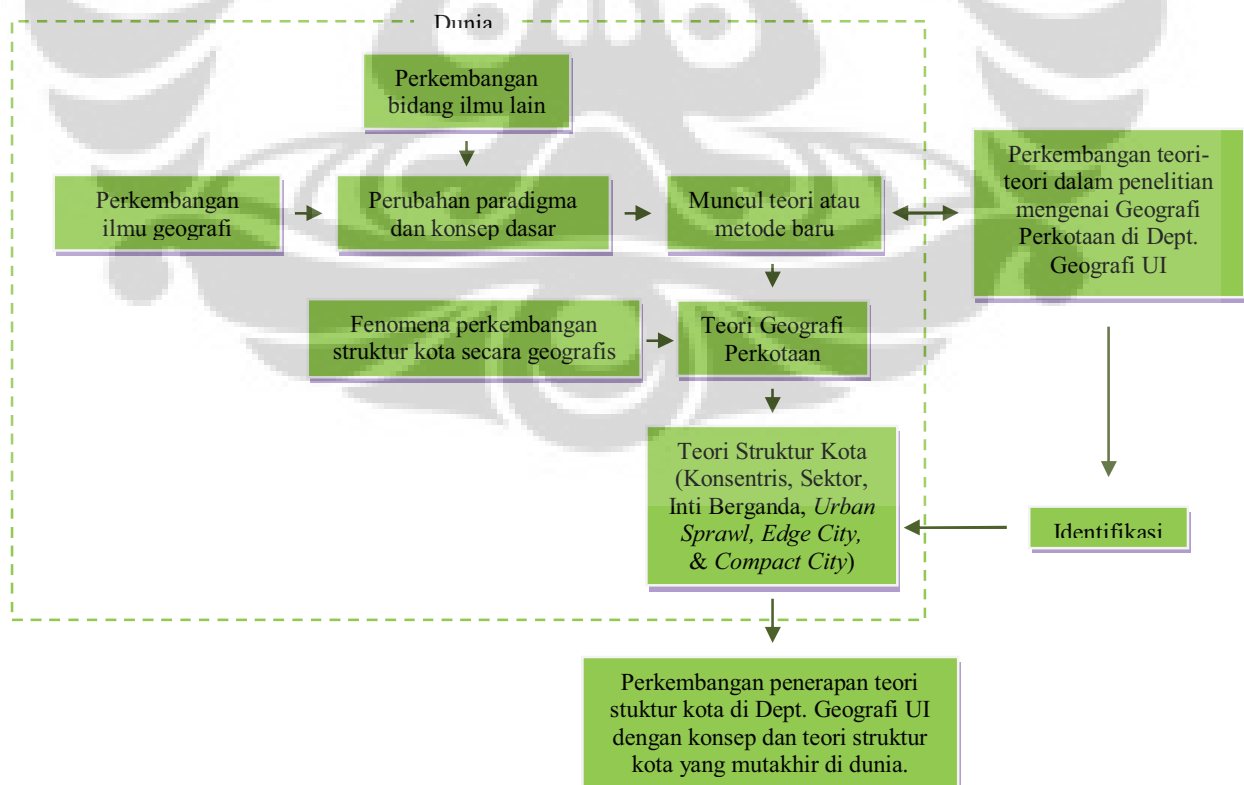 Dunia
Perkembangan
bidang ilmu lain
Perkembangan
ilmu geografi
Perubahan paradigma
dan konsep dasar
Muncul teori atau
metode baru
Perkembangan teori-
teori dalam penelitian
mengenai Geografi
Perkotaan di Dept.
Geografi UI
Fenomena perkembangan
struktur kota secara geografis
Teori Geografi
Perkotaan
Teori Struktur Kota
(Konsentris, Sektor,
Inti Berganda, Urban
Sprawl, Edge City,
& Compact City)
Identifikasi
Perkembangan penerapan teori
stuktur kota di Dept. Geografi UI
dengan konsep dan teori struktur
kota yang mutakhir di dunia.